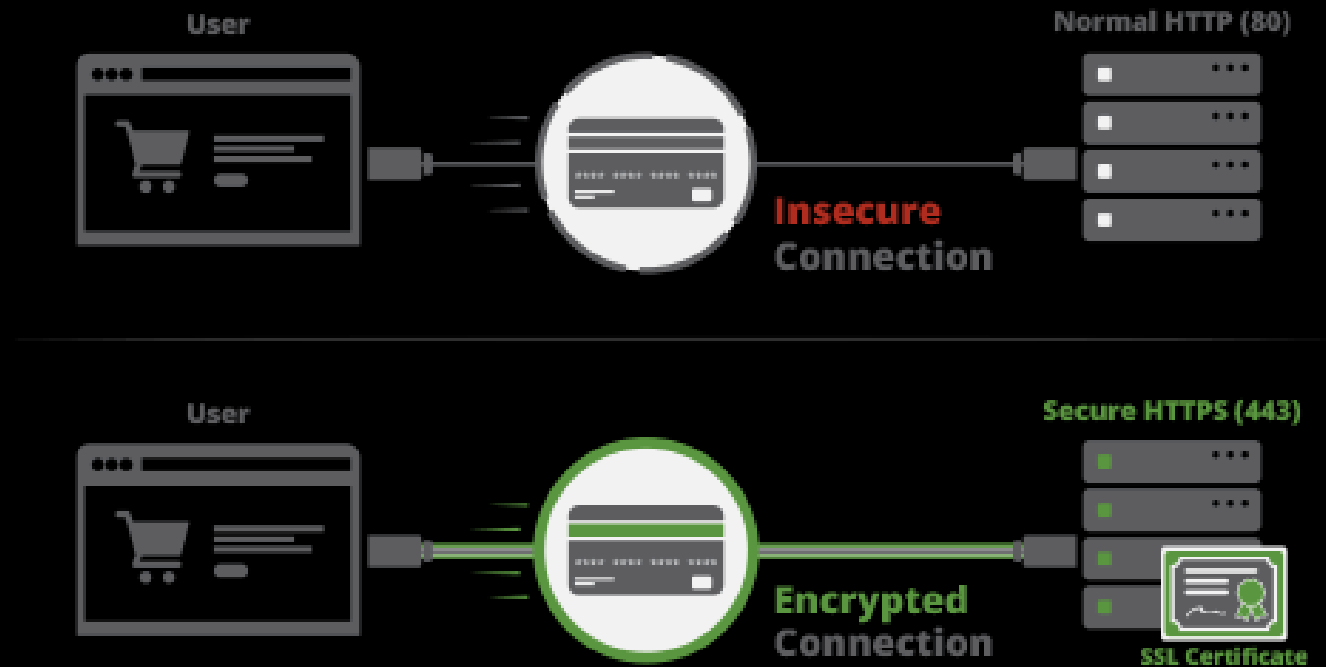 User
Normal HTTP (80)
Insecure
Connection
User
Secure HTTPS (443)
Encrypted
Connection
SSL Certificate